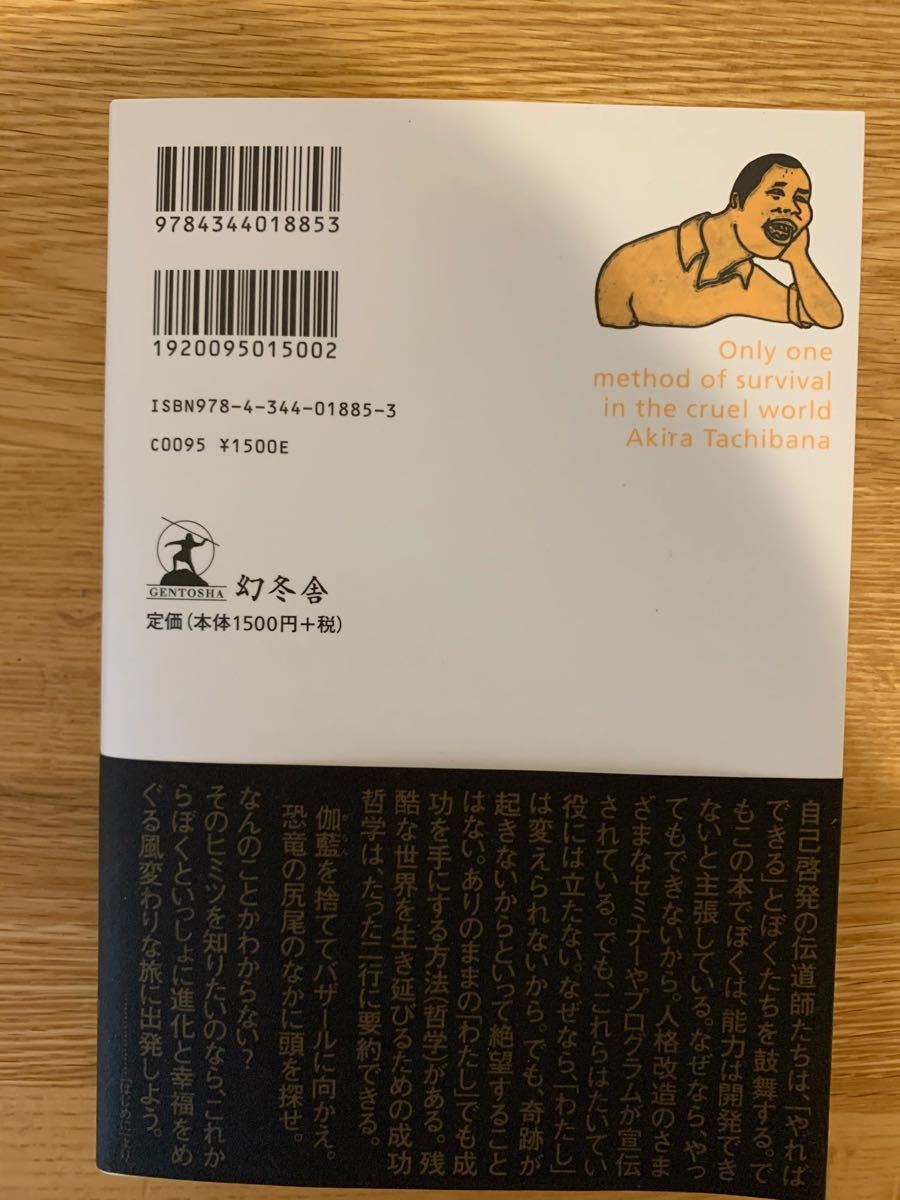 9784344018853
1920095015002
ISBN978-4-344-01885-3
C0095 ¥1500E
GENTOSHA
幻冬舎
定価(本体1500円+税)
Only one
method of survival
in the cruel world
Akira Tachibana
自己啓発の伝道師たちは、「やれば
できる」とぼくたちを鼓舞する。で
もこの本でぼくは、能力は開発でき
ないと主張している。なぜなら、やっ
てもできないから。人格改造のさま
ざまなセミナーやプログラムが宣伝
されている。でも、これらはたいてい
役には立たない。なぜなら、「わたし」
は変えられないから。でも、奇跡が
起きないからといって絶望すること
はない。ありのままの「わたし」でも成
功を手にする方法(哲学)がある。残
酷な世界を生き延びるための成功
哲学は、たった二行に要約できる。
伽藍を捨ててバザールに向かえ。
恐竜の尻尾のなかに頭を探せ。
なんのことかわからない?
そのヒミツを知りたいのなら、これか
らぼくといっしょに進化と幸福をめ
ぐる風変わりな旅に出発しよう。
「はじめに」より